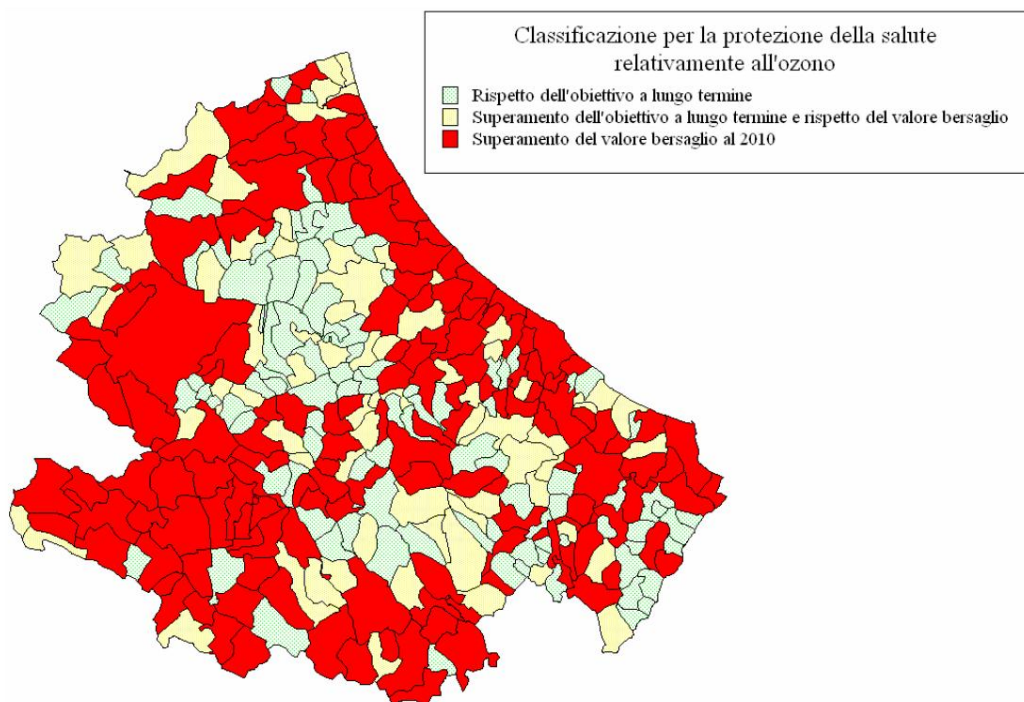 Classificazione per la protezione della salute
relativamente all'ozono
Rispetto dell'obiettivo a lungo termine
Superamento dell'obiettivo a lungo termine e rispetto del valore bersaglio
Superamento del valore bersaglio al 2010